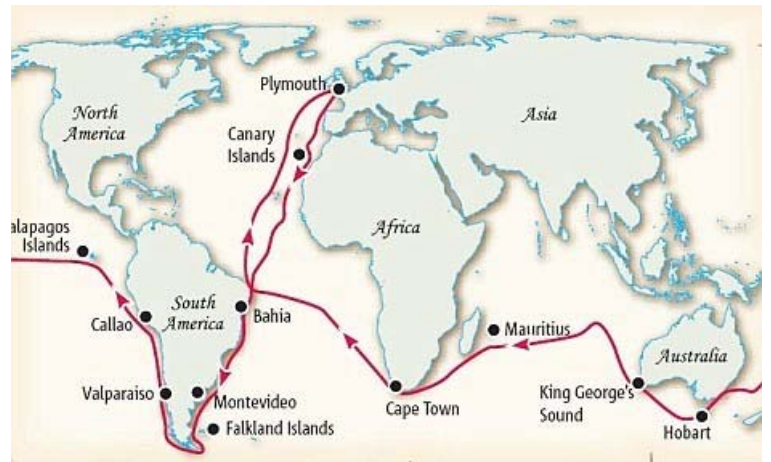 North
America
Plymouth
Asia
Canary
Islands
Africa
alapagos
Islands
South
America
Callao
Bahia
Mauritius
Australia
Valparaiso
Montevideo
Falkland Islands
Cape Town
King George's
Sound
Hobart